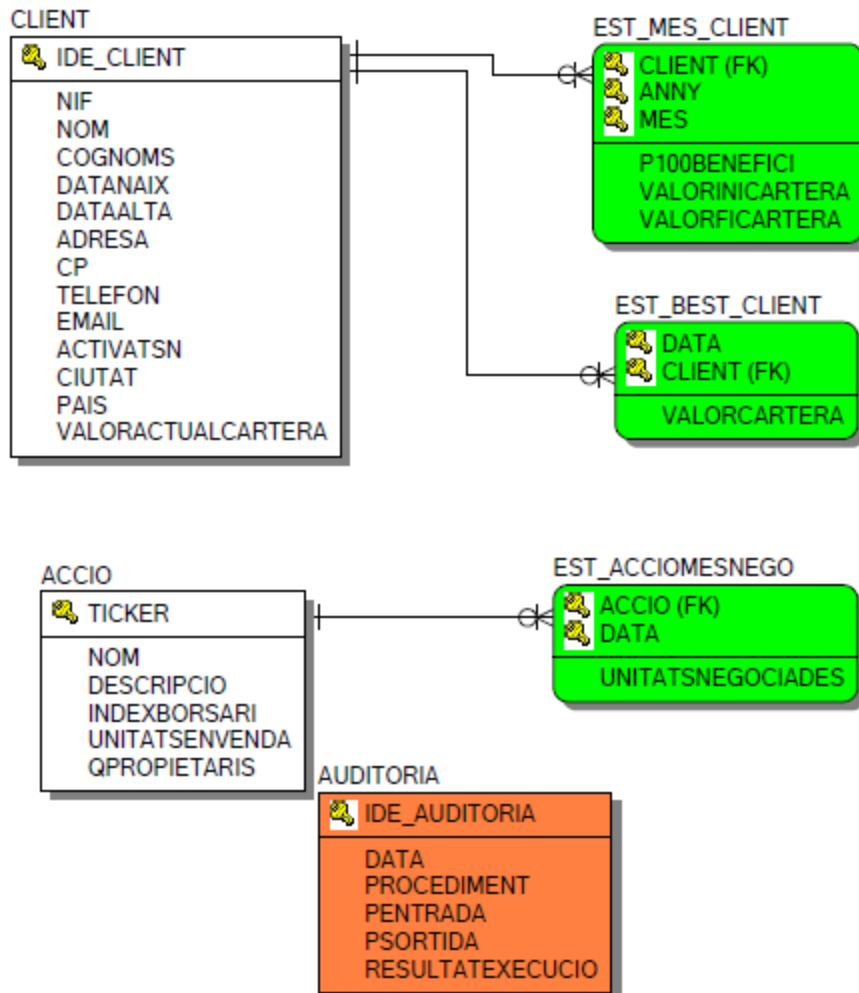 CLIENT
IDE_CLIENT
NIF
NOM
COGNOMS
DATANAIX
DATAALTA
ADRESA
CP
TELEFON
EMAIL
ACTIVATSN
CIUTAT
PAIS
VALORACTUALCARTERA
EST_MES_CLIENT
CLIENT (FK)
ANNY
MES
P100BENEFICI
VALORINICARTERA
VALORFICARTERA
EST_BEST_CLIENT
DATA
CLIENT (FK)
VALORCARTERA
ACCIO
TICKER
NOM
DESCRIPCIO
INDEXBORSARI
UNITATSENVENDA
QPROPIETARIS
EST_ACCIOMESNEGO
ACCIO (FK)
DATA
UNITATSNEGOCIADES
AUDITORIA
IDE_AUDITORIA
DATA
PROCEDIMENT
PENTRADA
PSORTIDA
RESULTATEXECUCIO